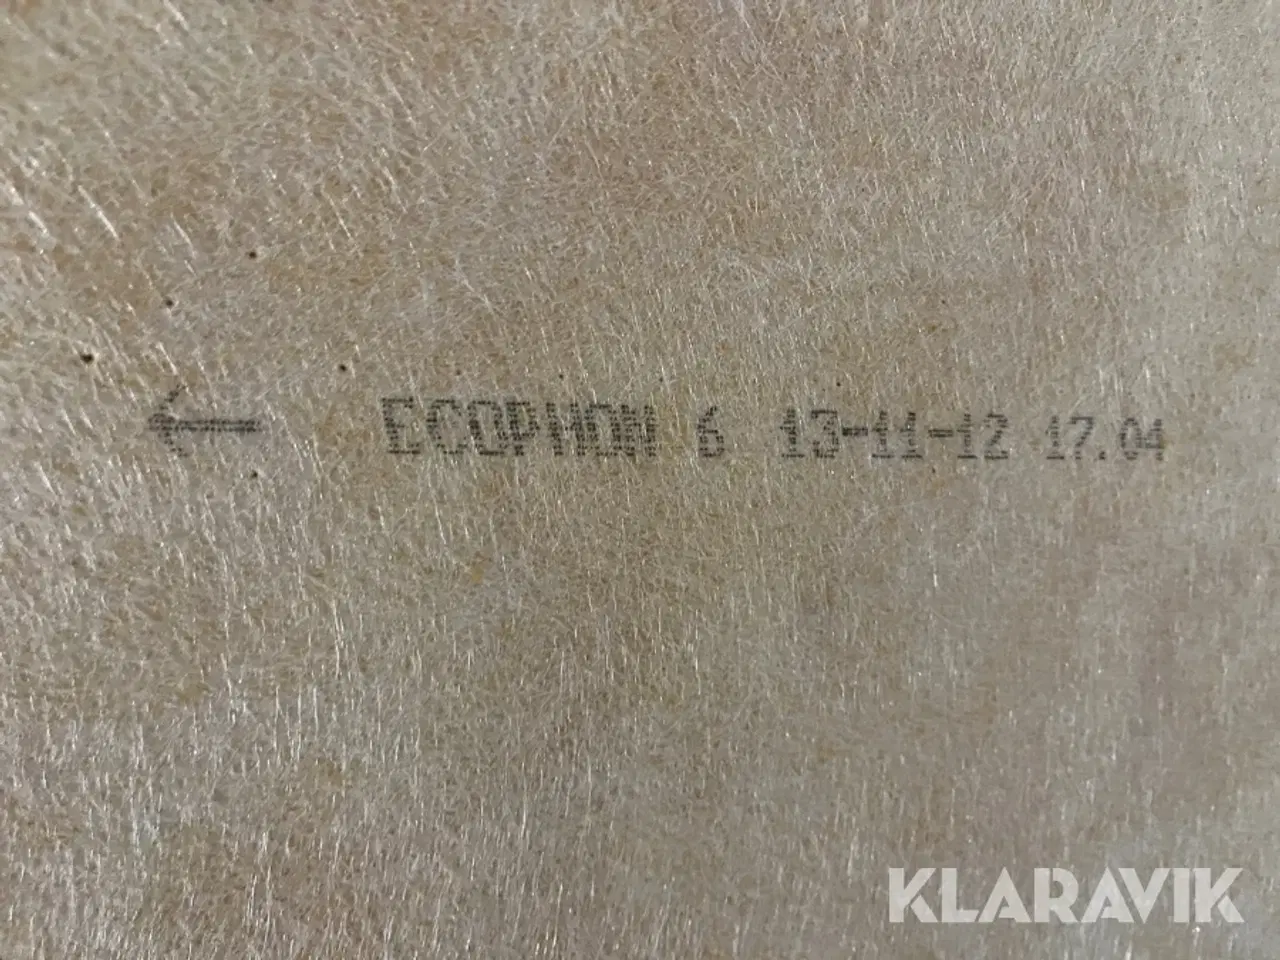 ← ECOPHON 6 13-11-12 17.04
KLARAVIK